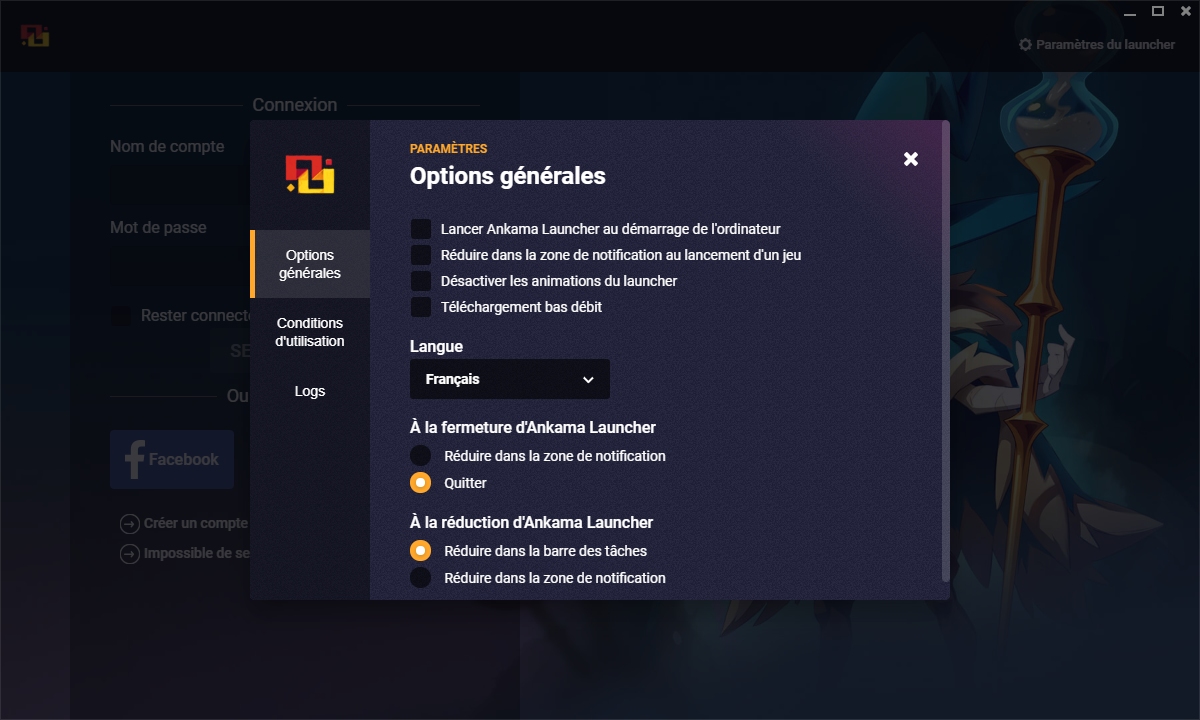 Paramètres du launcher
Connexion
Nom de compte
Mot de passe
Rester connecté
SE
Ou
Facebook
Créer un compte
Impossible de se
PARAMÈTRES
Options générales
Options
générales
Conditions
d'utilisation
Logs
Lancer Ankama Launcher au démarrage de l'ordinateur
Réduire dans la zone de notification au lancement d'un jeu
Désactiver les animations du launcher
Téléchargement bas débit
Langue
Français
À la fermeture d'Ankama Launcher
Réduire dans la zone de notification
Quitter
À la réduction d'Ankama Launcher
Réduire dans la barre des tâches
Réduire dans la zone de notification